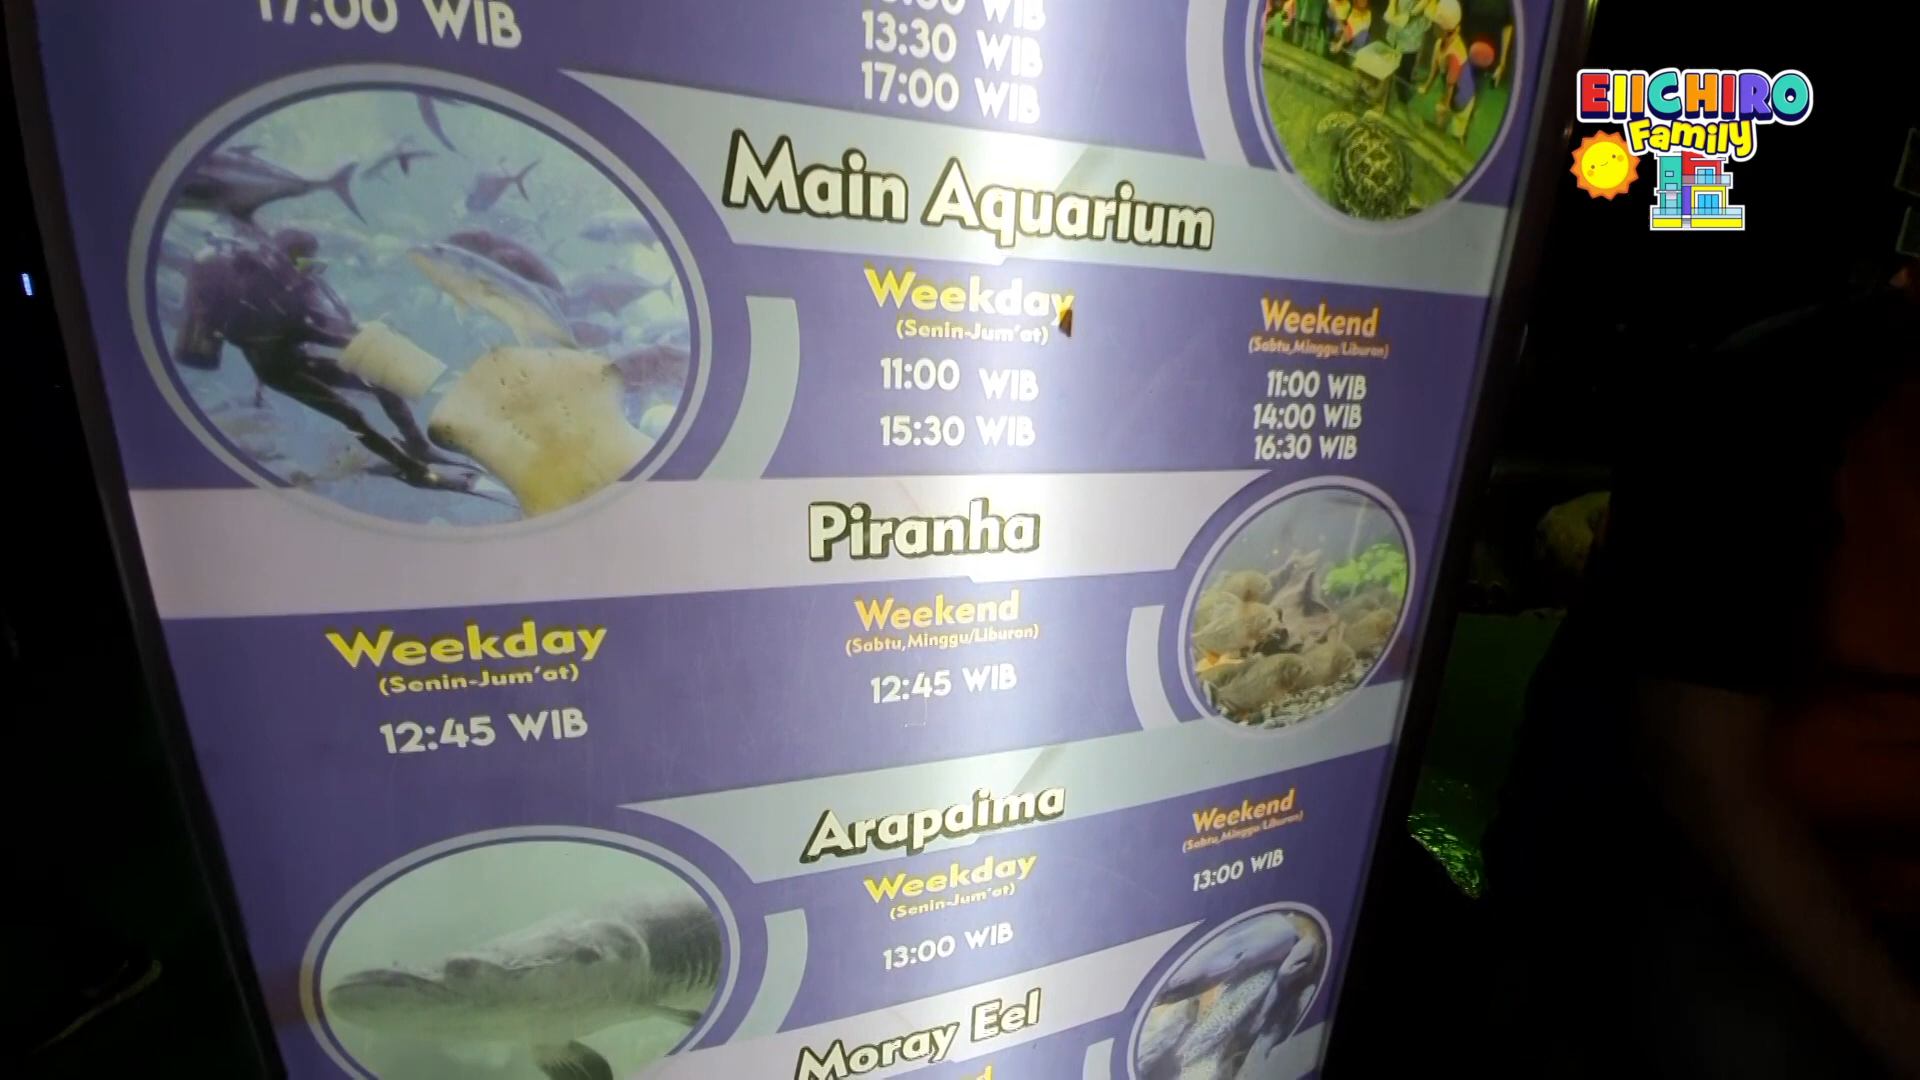 17:00 WIB
13:30 WIB
17:00 WIB
EIICHIRO
Family
Main Aquarium
Weekday
(Senin-Jum'at)
11:00 WIB
15:30 WIB
Weekend
(Sabtu,Minggu/Liburan)
11:00 WIB
14:00 WIB
16:30 WIB
Piranha
Weekday
(Senin-Jum'at)
12:45 WIB
Weekend
(Sabtu,Minggu/Liburan)
12:45 WIB
Arapaima
Weekday
(Senin-Jum'at)
13:00 WIB
Weekend
(Sabtu,Minggu/Liburan)
13:00 WIB
Moray Eel